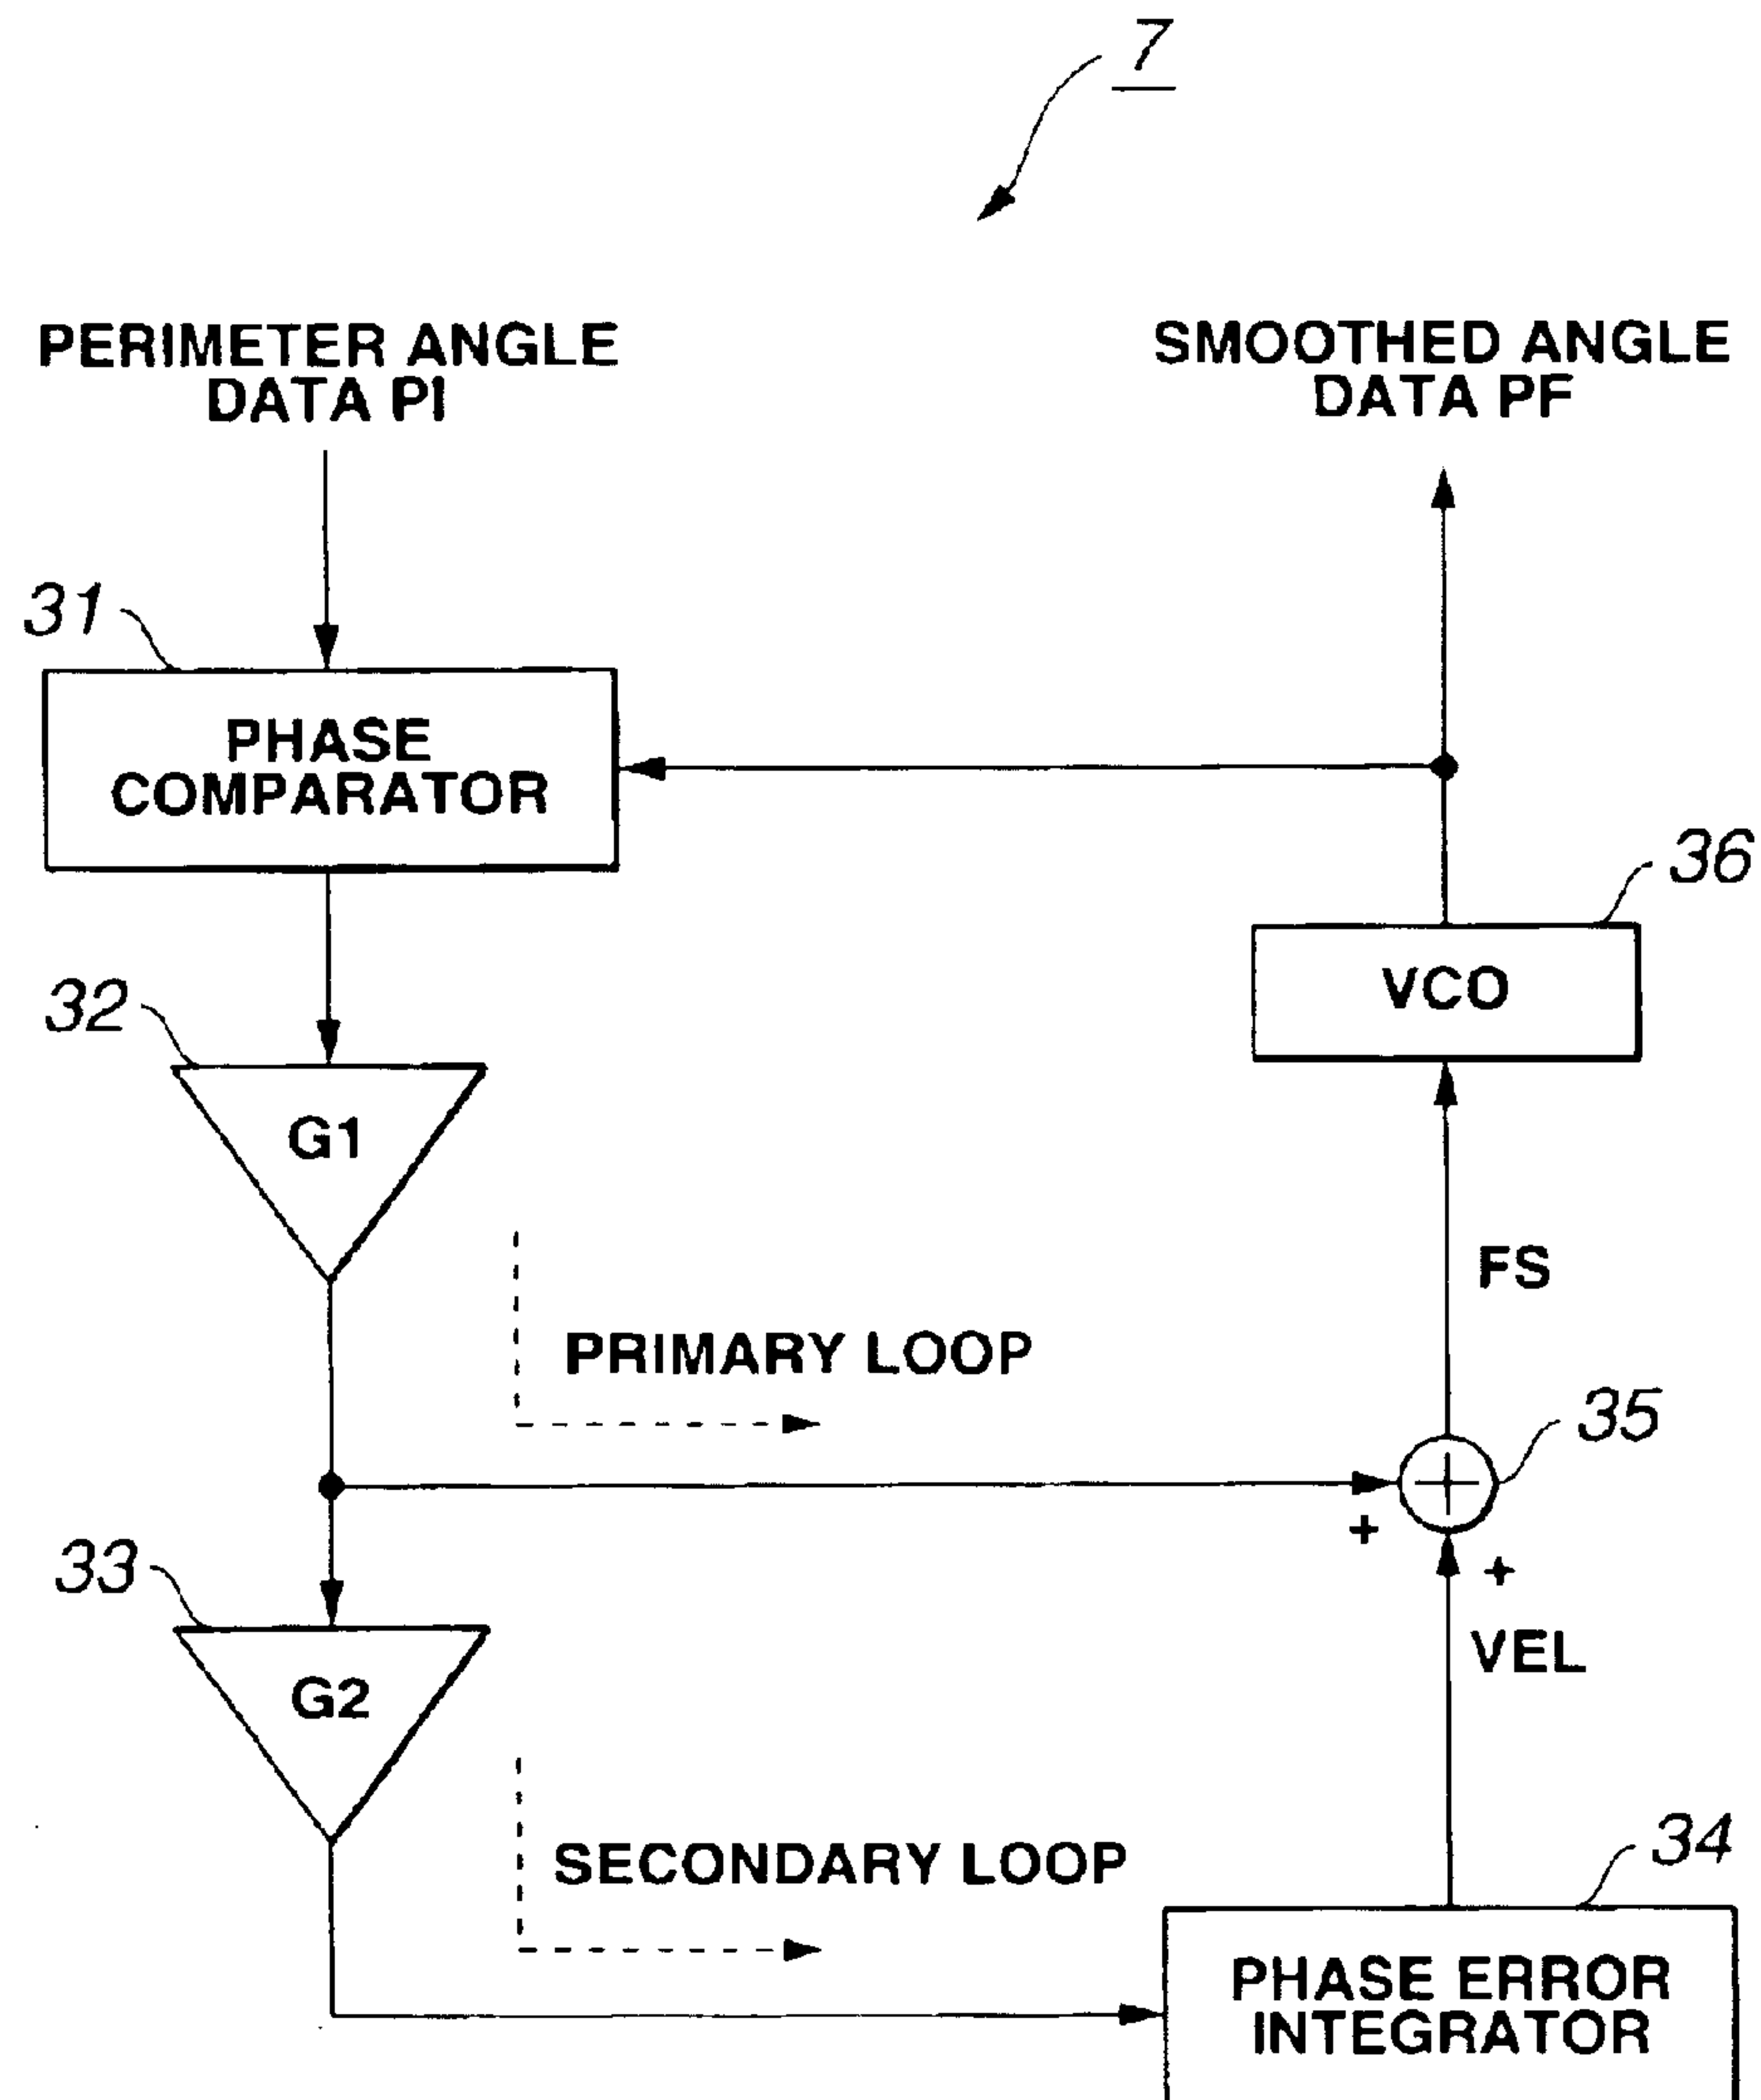 7
PERIMETER ANGLE
DATA PI
SMOOTHED ANGLE
DATA PF
31
PHASE
COMPARATOR
36
VCO
32
G1
FS
PRIMARY LOOP
35
+
+
33
VEL
G2
34
SECONDARY LOOP
PHASE ERROR
INTEGRATOR